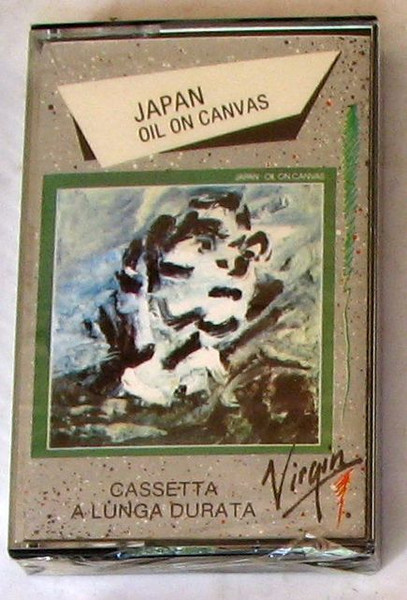 JAPAN
OIL ON CANVAS
JAPAN · OIL ON CANVAS
CASSETTA
A LUNGA DURATA
Virgin